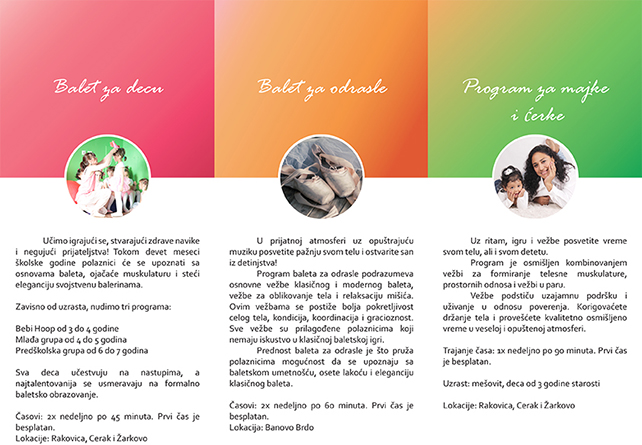 Balet za decu
Učimo igrajući se, stvarajući zdrave navike
i negujući prijateljstva! Tokom devet meseci
školske godine polaznici će se upoznati sa
osnovama baleta, ojačaće muskulaturu i steći
eleganciju svojstvenu balerinama.
Zavisno od uzrasta, nudimo tri programa:
Bebi Hoop od 3 do 4 godine
Mlađa grupa od 4 do 5 godina
Predškolska grupa od 6 do 7 godina
Sva deca učestvuju na nastupima, a
najtalentovanija se usmeravaju na formalno
baletsko obrazovanje.
Časovi: 2x nedeljno po 45 minuta. Prvi čas je
besplatan.
Lokacije: Rakovica, Cerak i Žarkovo
Balet za odrasle
U prijatnoj atmosferi uz opuštajuću
muziku posvetite pažnju svom telu i ostvarite san
iz detinjstva!
Program baleta za odrasle podrazumeva
osnovne vežbe klasičnog i modernog baleta,
vežbe za oblikovanje tela i relaksaciju mišića.
Ovim vežbama se postiže bolja pokretljivost
celog tela, kondicija, koordinacija i gracioznost.
Sve vežbe su prilagođene polaznicima koji
nemaju iskustvo u klasičnoj baletskoj igri.
Prednost baleta za odrasle je što pruža
polaznicima mogućnost da se upoznaju sa
baletskom umetnošću, osete lakoću i eleganciju
klasičnog baleta.
Časovi: 2x nedeljno po 60 minuta. Prvi čas je
besplatan.
Lokacija: Banovo Brdo
Program za majke
i ćerke
Uz ritam, igru i vežbe posvetite vreme
svom telu, ali i svom detetu.
Program je osmišljen kombinovanjem
vežbi za formiranje telesne muskulature,
prostornih odnosa i vežbi u paru.
Vežbe podstiču uzajamnu podršku i
uživanje u odnosu poverenja. Korigovaćete
držanje tela i provešćete kvalitetno osmišljeno
vreme u veseloj i opuštenoj atmosferi.
Trajanje časa: 1x nedeljno po 90 minuta. Prvi čas
je besplatan.
Uzrast: mešovit, deca od 3 godine starosti
Lokacije: Rakovica, Cerak i Žarkovo